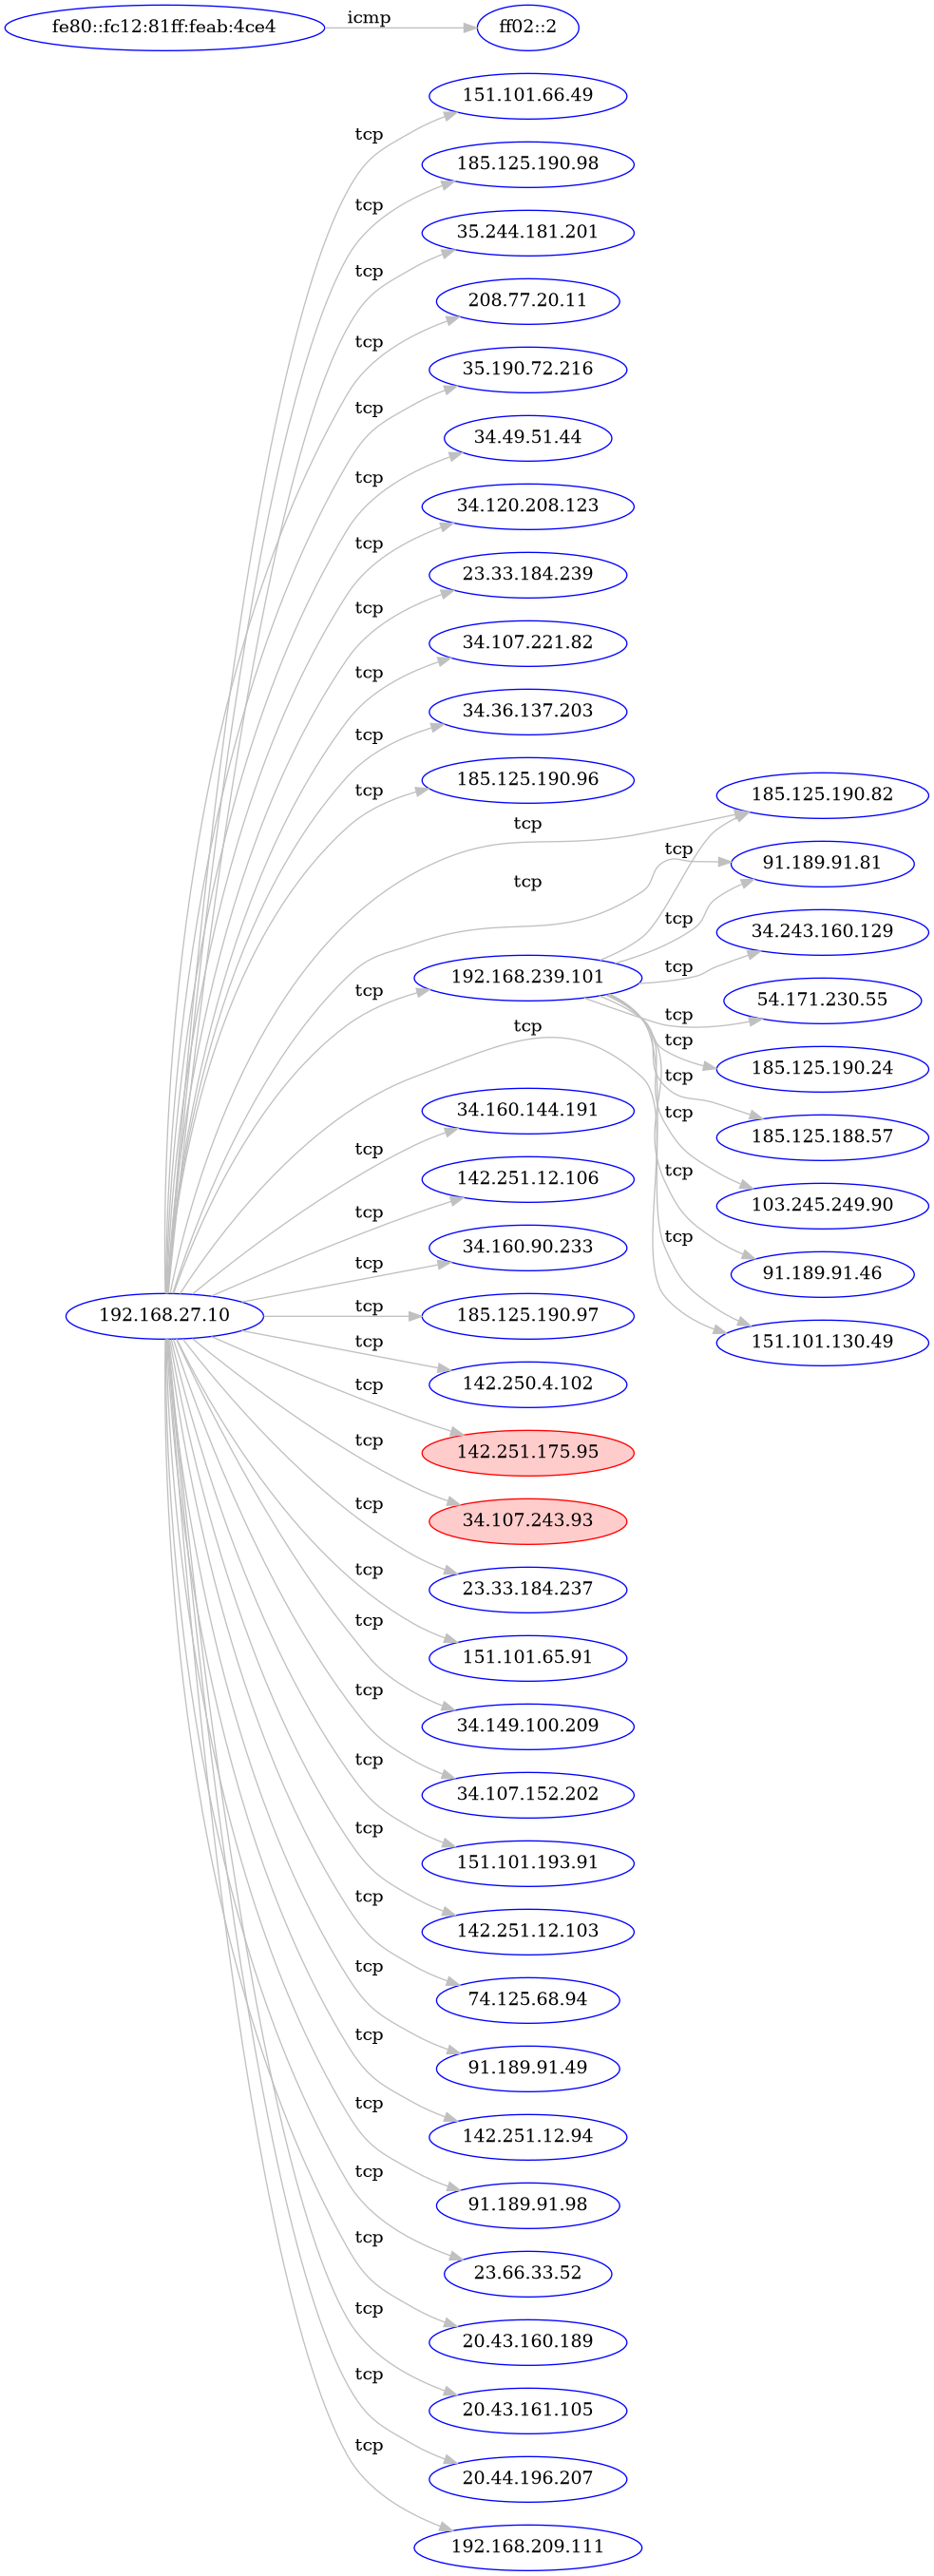 fe80::fc12:81ff:feab:4ce4
icmp
ff02::2
151.101.66.49
tcp
185.125.190.98
tcp
35.244.181.201
tcp
208.77.20.11
tcp
35.190.72.216
tcp
34.49.51.44
tcp
34.120.208.123
tcp
23.33.184.239
tcp
34.107.221.82
tcp
34.36.137.203
tcp
185.125.190.96
tcp
185.125.190.82
tcp
tcp
91.189.91.81
tcp
tcp
34.243.160.129
tcp
192.168.239.101
tcp
54.171.230.55
tcp
tcp
tcp
185.125.190.24
tcp
34.160.144.191
185.125.188.57
tcp
tcp
142.251.12.106
tcp
103.245.249.90
tcp
tcp
34.160.90.233
tcp
91.189.91.46
192.168.27.10
tcp
185.125.190.97
tcp
151.101.130.49
142.250.4.102
tcp
142.251.175.95
tcp
34.107.243.93
tcp
23.33.184.237
tcp
151.101.65.91
tcp
34.149.100.209
tcp
34.107.152.202
tcp
151.101.193.91
tcp
142.251.12.103
tcp
74.125.68.94
tcp
91.189.91.49
tcp
142.251.12.94
tcp
91.189.91.98
tcp
23.66.33.52
tcp
20.43.160.189
tcp
20.43.161.105
tcp
20.44.196.207
tcp
192.168.209.111